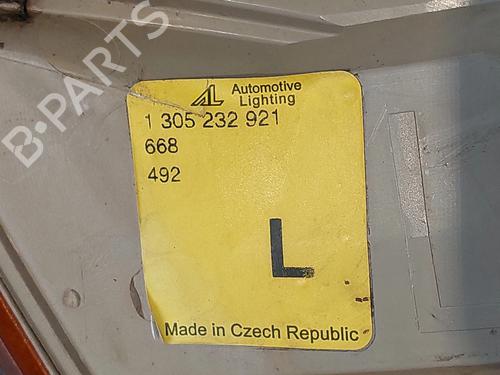 B-PARTS
AL Automotive
Lighting
1 305 232 921
668
492
L
Made in Czech Republic